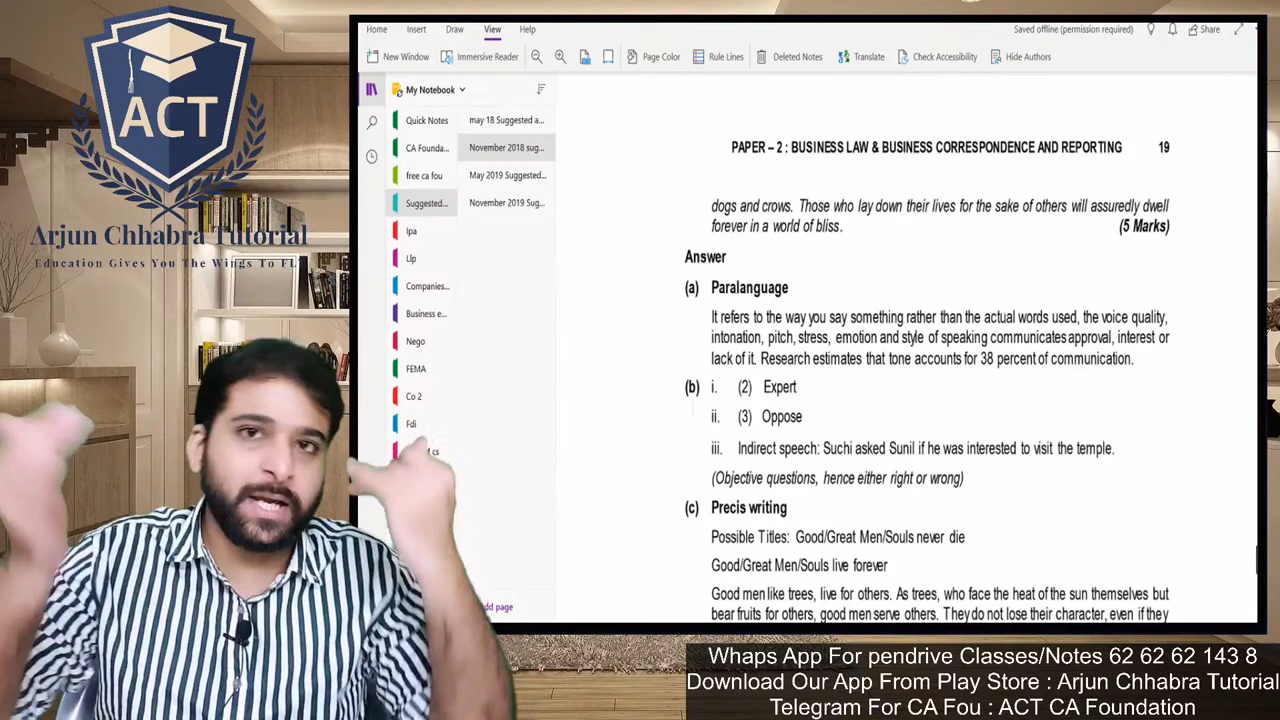 ACT
Arjun Chhabra Tutorial
Education Gives You The Wings To FL
Home Insert Draw View Help
Saved offline (permission required) Share
New Window Immersive Reader Page Color Rule Lines Deleted Notes Translate Check Accessibility Hide Authors
My Notebook
Quick Notes
CA Founda...
free ca fou
Suggested...
Ipa
Llp
Companies...
Business e...
Nego
FEMA
Co 2
Fdi
cs
may 18 Suggested a...
November 2018 sug...
May 2019 Suggested...
November 2019 Sug...
page
PAPER – 2 : BUSINESS LAW & BUSINESS CORRESPONDENCE AND REPORTING 19
dogs and crows. Those who lay down their lives for the sake of others will assuredly dwell
forever in a world of bliss. (5 Marks)
Answer
(a) Paralanguage
It refers to the way you say something rather than the actual words used, the voice quality,
intonation, pitch, stress, emotion and style of speaking communicates approval, interest or
lack of it. Research estimates that tone accounts for 38 percent of communication.
(b) i. (2) Expert
ii. (3) Oppose
iii. Indirect speech: Suchi asked Sunil if he was interested to visit the temple.
(Objective questions, hence either right or wrong)
(c) Precis writing
Possible Titles: Good/Great Men/Souls never die
Good/Great Men/Souls live forever
Good men like trees, live for others. As trees, who face the heat of the sun themselves but
bear fruits for others, good men serve others. They do not lose their character, even if they
Whaps App For pendrive Classes/Notes 62 62 62 143 8
Download Our App From Play Store : Arjun Chhabra Tutorial
Telegram For CA Fou : ACT CA Foundation